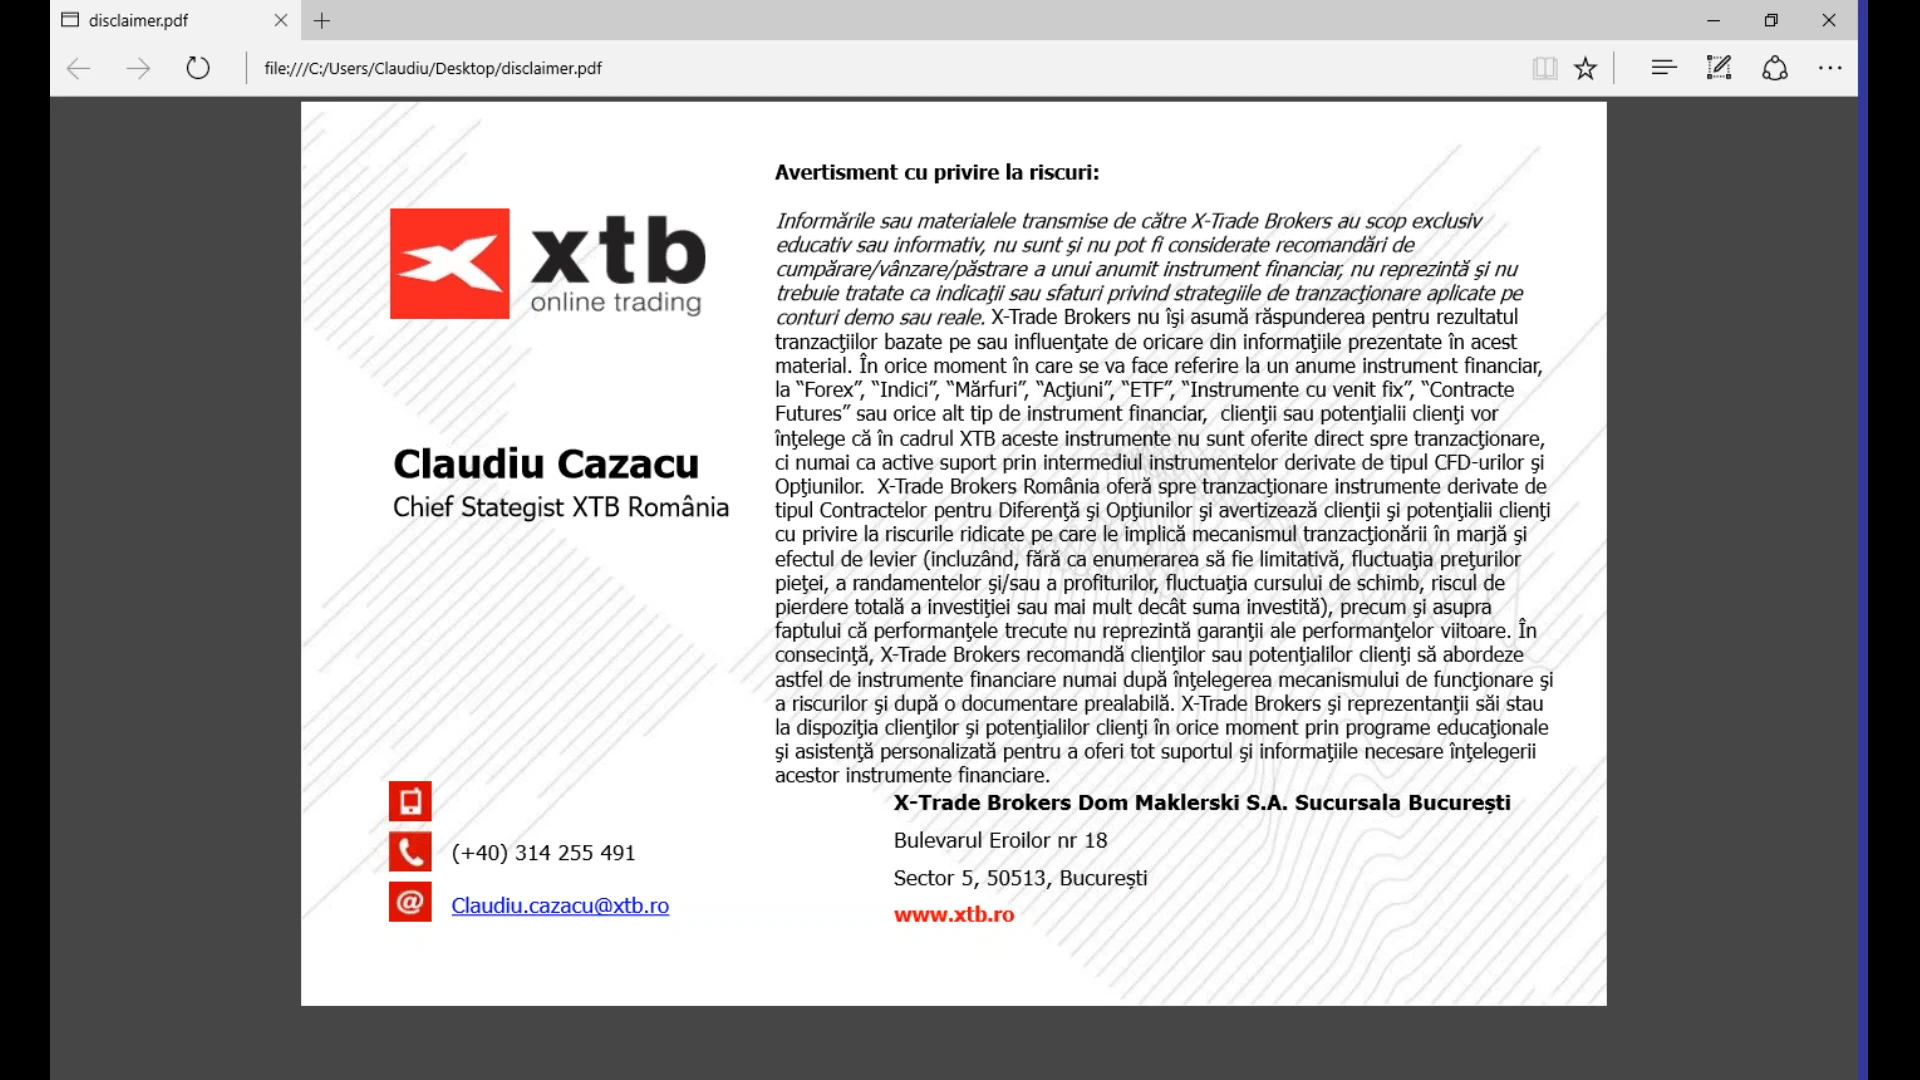 disclaimer.pdf
file:///C:/Users/Claudiu/Desktop/disclaimer.pdf
xtb
online trading
Claudiu Cazacu
Chief Stategist XTB România
(+40) 314 255 491
Claudiu.cazacu@xtb.ro
Avertisment cu privire la riscuri:
Informările sau materialele transmise de către X-Trade Brokers au scop exclusiv
educativ sau informativ, nu sunt şi nu pot fi considerate recomandări de
cumpărare/vânzare/păstrare a unui anumit instrument financiar, nu reprezintă şi nu
trebuie tratate ca indicaţii sau sfaturi privind strategiile de tranzacţionare aplicate pe
conturi demo sau reale. X-Trade Brokers nu îşi asumă răspunderea pentru rezultatul
tranzacţiilor bazate pe sau influenţate de oricare din informaţiile prezentate în acest
material. În orice moment în care se va face referire la un anume instrument financiar,
la “Forex”, “Indici”, “Mărfuri”, “Acţiuni”, “ETF”, “Instrumente cu venit fix”, “Contracte
Futures” sau orice alt tip de instrument financiar,  clienţii sau potenţialii clienţi vor
înţelege că în cadrul XTB aceste instrumente nu sunt oferite direct spre tranzacţionare,
ci numai ca active suport prin intermediul instrumentelor derivate de tipul CFD-urilor şi
Opţiunilor.  X-Trade Brokers România oferă spre tranzacţionare instrumente derivate de
tipul Contractelor pentru Diferenţă şi Opţiunilor şi avertizează clienţii şi potenţialii clienţi
cu privire la riscurile ridicate pe care le implică mecanismul tranzacţionării în marjă şi
efectul de levier (incluzând, fără ca enumerarea să fie limitativă, fluctuaţia preţurilor
pieţei, a randamentelor şi/sau a profiturilor, fluctuaţia cursului de schimb, riscul de
pierdere totală a investiţiei sau mai mult decât suma investită), precum şi asupra
faptului că performanţele trecute nu reprezintă garanţii ale performanţelor viitoare. În
consecinţă, X-Trade Brokers recomandă clienţilor sau potenţialilor clienţi să abordeze
astfel de instrumente financiare numai după înţelegerea mecanismului de funcţionare şi
a riscurilor şi după o documentare prealabilă. X-Trade Brokers şi reprezentanţii săi stau
la dispoziţia clienţilor şi potenţialilor clienţi în orice moment prin programe educaţionale
şi asistenţă personalizată pentru a oferi tot suportul şi informaţiile necesare înţelegerii
acestor instrumente financiare.
X-Trade Brokers Dom Maklerski S.A. Sucursala București
Bulevarul Eroilor nr 18
Sector 5, 50513, București
www.xtb.ro